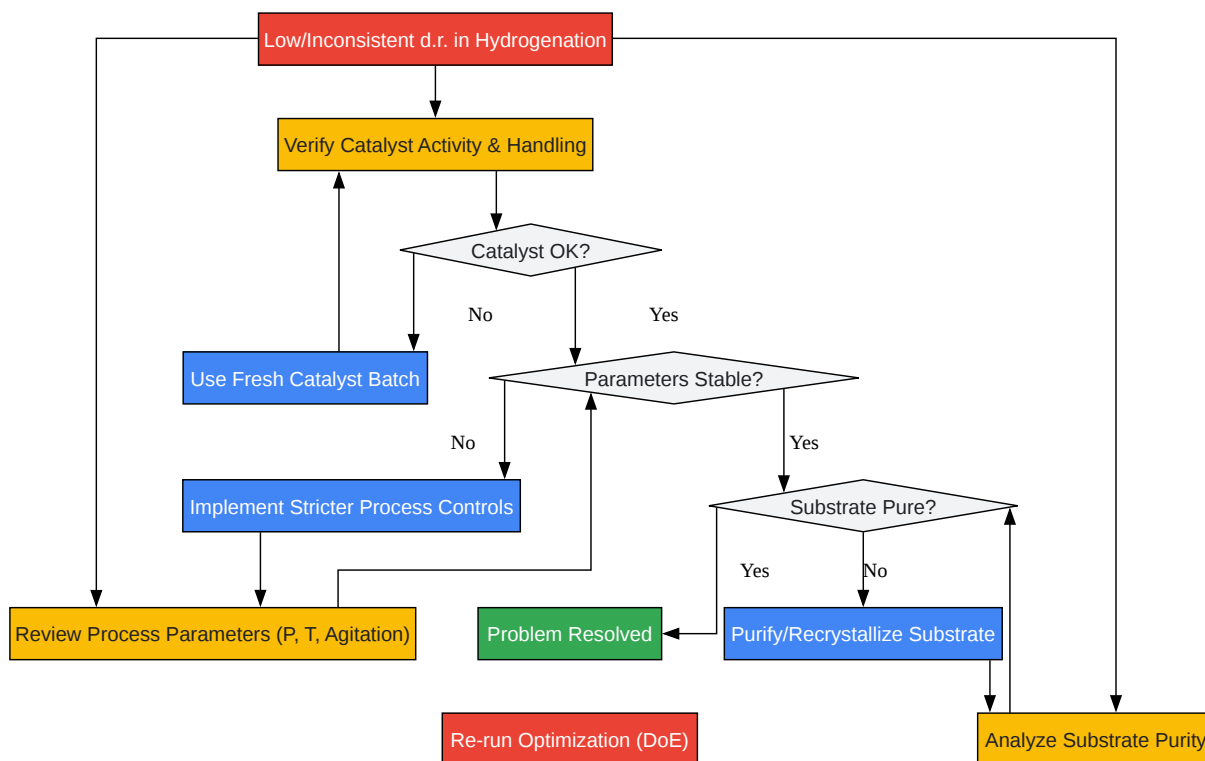 Low/Inconsistent d.r. in Hydrogenation
Verify Catalyst Activity & Handling
Catalyst OK?
No
Yes
Use Fresh Catalyst Batch
Parameters Stable?
No
Yes
Implement Stricter Process Controls
Substrate Pure?
Yes
No
Review Process Parameters (P, T, Agitation)
Problem Resolved
Purify/Recrystallize Substrate
Re-run Optimization (DoE)
Analyze Substrate Purity